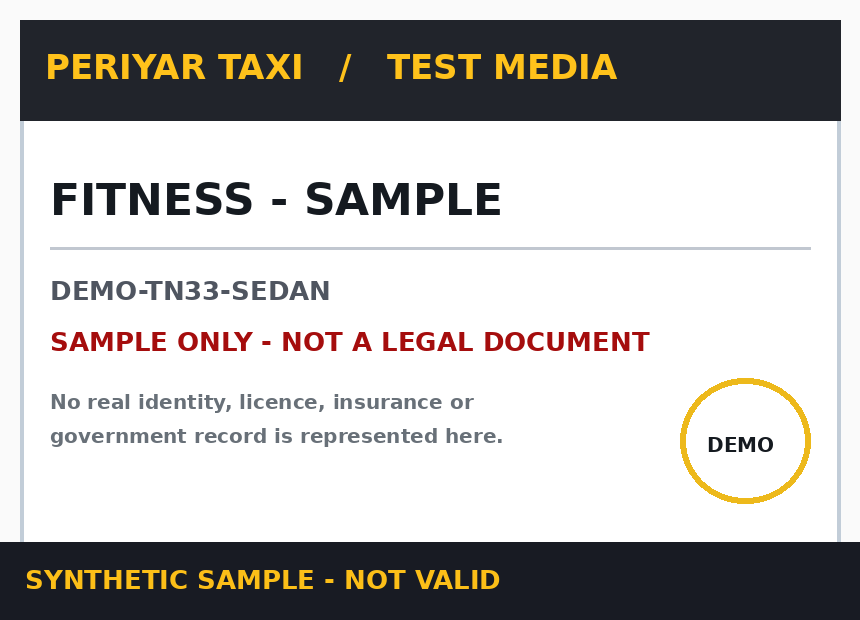 PERIYAR TAXI / TEST MEDIA
FITNESS - SAMPLE
DEMO-TN33-SEDAN
SAMPLE ONLY - NOT A LEGAL DOCUMENT
No real identity, licence, insurance or
government record is represented here.
DEMO
SYNTHETIC SAMPLE - NOT VALID